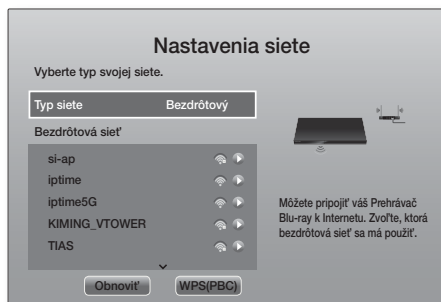 Nastavenia siete
Vyberte typ svojej siete.
Typ siete Bezdrôtový
Bezdrôtová sieť
si-ap
iptime
iptime5G
KIMING_VTOWER
TIAS
Obnoviť WPS(PBC)
Môžete pripojiť váš Prehrávač
Blu-ray k Internetu. Zvoľte, ktorá
bezdrôtová sieť sa má použiť.